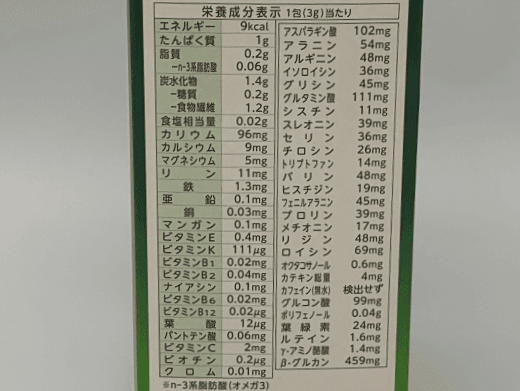 栄養成分表示 1包(3g)当たり
エネルギー 9kcal
たんぱく質 1g
脂質 0.2g
−n-3系脂肪酸 0.06g
炭水化物 1.4g
−糖質 0.2g
−食物繊維 1.2g
食塩相当量 0.02g
カリウム 96mg
カルシウム 9mg
マグネシウム 5mg
リン 11mg
鉄 1.3mg
亜鉛 0.1mg
銅 0.03mg
マンガン 0.1mg
ビタミンE 0.4mg
ビタミンK 111μg
ビタミンB1 0.02mg
ビタミンB2 0.04mg
ナイアシン 0.1mg
ビタミンB6 0.02mg
ビタミンB12 0.02μg
葉酸 12μg
パントテン酸 0.06mg
ビタミンC 2mg
ビオチン 0.2μg
クロム 0.01mg
※n-3系脂肪酸(オメガ3)
アスパラギン酸 102mg
アラニン 54mg
アルギニン 48mg
イソロイシン 36mg
グリシン 45mg
グルタミン酸 111mg
シスチン 11mg
スレオニン 39mg
セリン 36mg
チロシン 26mg
トリプトファン 14mg
バリン 48mg
ヒスチジン 19mg
フェニルアラニン 45mg
プロリン 39mg
メチオニン 17mg
リジン 48mg
ロイシン 69mg
オクタコサノール 0.6mg
カテキン総量 4mg
カフェイン(無水) 検出せず
グルコン酸 99mg
ポリフェノール 0.04g
葉緑素 24mg
ルテイン 1.6mg
γ-アミノ酪酸 1.4mg
β-グルカン 459mg